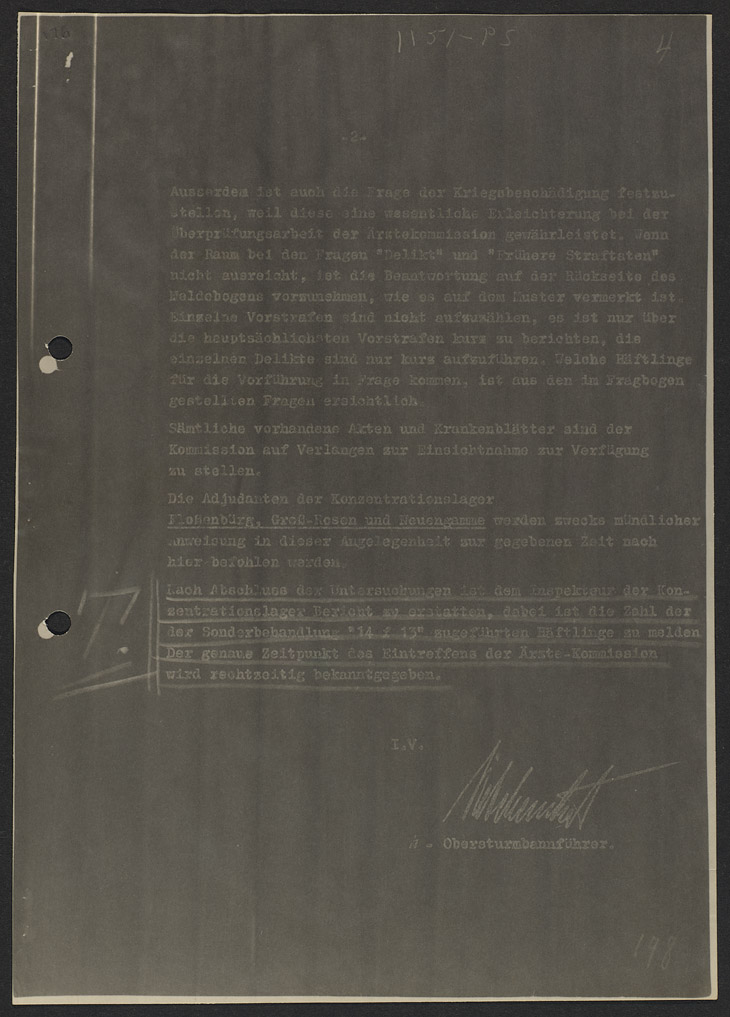 1151-PS
4
-2-
Ausserdem ist auch die Frage der Kriegsbeschädigung festzu-
stellen, weil diese eine wesentliche Erleichterung bei der
Überprüfungsarbeit der Ärztekommission gewährleistet. Wenn
der Raum bei den Fragen "Delikt" und "Frühere Straftaten"
nicht ausreicht, ist die Beantwortung auf der Rückseite des
Meldebogens vorzunehmen, wie es auf dem Muster vermerkt ist.
Einzelne Vorstrafen sind nicht aufzuzählen, es ist nur über
die hauptsächlichsten Vorstrafen kurz zu berichten, die
einzelnen Delikte sind nur kurz aufzuführen. Welche Häftlinge
für die Vorführung in Frage kommen, ist aus den im Fragbogen
gestellten Fragen ersichtlich.
Sämtliche vorhandene Akten und Krankenblätter sind der
Kommission auf Verlangen zur Einsichtnahme zur Verfügung
zu stellen.
Die Adjudanten der Konzentrationslager
Floßenbürg, Groß-Rosen und Neuengamme werden zwecks mündlicher
Anweisung in dieser Angelegenheit zur gegebenen Zeit nach
hier befohlen werden.
Nach Abschluss der Untersuchungen ist dem Inspekteur der Kon-
zentrationslager Bericht zu erstatten, dabei ist die Zahl der
der Sonderbehandlung "14 f 13" zugeführten Häftlinge zu melden
Der genaue Zeitpunkt des Eintreffens der Ärzte-Kommission
wird rechtzeitig bekanntgegeben.
T.
I.V.
Obersturmbannführer.
198